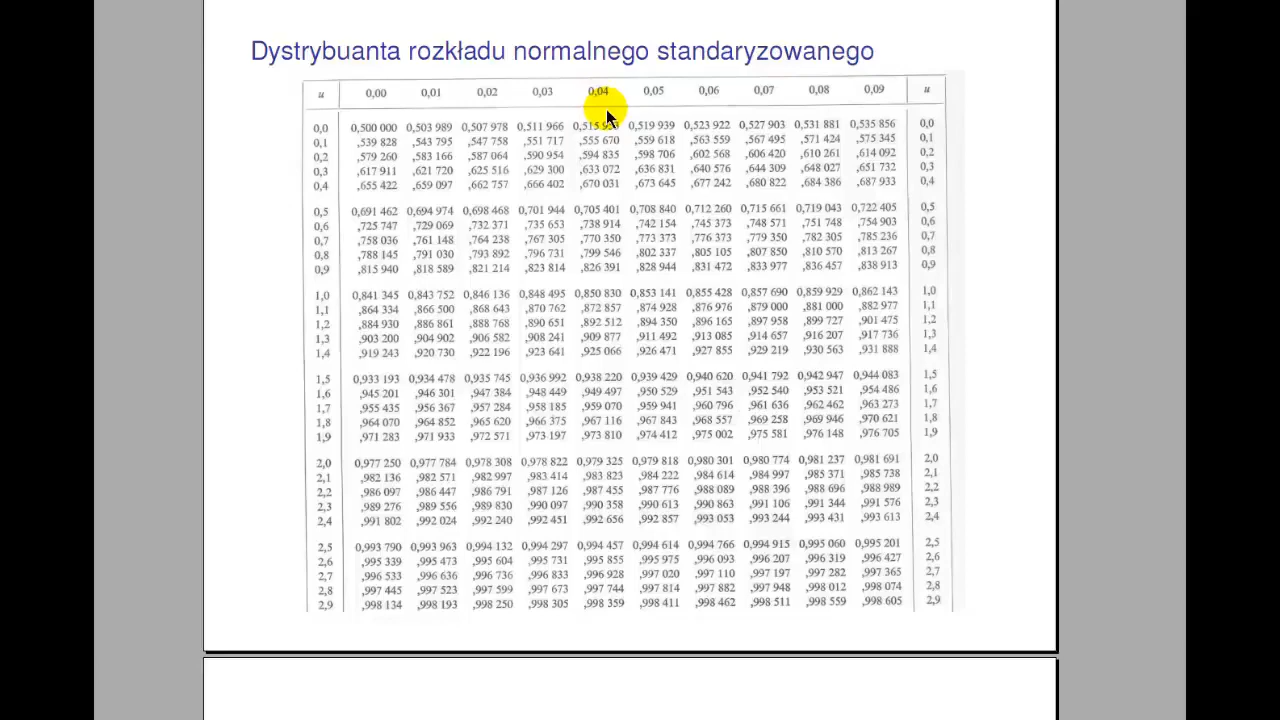 Dystrybuanta rozkładu normalnego standaryzowanego
u 0,00 0,01 0,02 0,03 0,04 0,05 0,06 0,07 0,08 0,09 u
0,0 0,500 000 0,503 989 0,507 978 0,511 966 0,519 939 0,523 922 0,527 903 0,531 881 0,535 856 0,0
0,1 ,539 828 ,543 795 ,547 758 ,551 717 ,555 670 ,559 618 ,563 559 ,567 495 ,571 424 ,575 345 0,1
0,2 ,579 260 ,583 166 ,587 064 ,590 954 ,594 835 ,598 706 ,602 568 ,606 420 ,610 261 ,614 092 0,2
0,3 ,617 911 ,621 720 ,625 516 ,629 300 ,633 072 ,636 831 ,640 576 ,644 309 ,648 027 ,651 732 0,3
0,4 ,655 422 ,659 097 ,662 757 ,666 402 ,670 031 ,673 645 ,677 242 ,680 822 ,684 386 ,687 933 0,4
0,5 0,691 462 0,694 974 0,698 468 0,701 944 0,705 401 0,708 840 0,712 260 0,715 661 0,719 043 0,722 405 0,5
0,6 ,725 747 ,729 069 ,732 371 ,735 653 ,738 914 ,742 154 ,745 373 ,748 571 ,751 748 ,754 903 0,6
0,7 ,758 036 ,761 148 ,764 238 ,767 305 ,770 350 ,773 373 ,776 373 ,779 350 ,782 305 ,785 236 0,7
0,8 ,788 145 ,791 030 ,793 892 ,796 731 ,799 546 ,802 337 ,805 105 ,807 850 ,810 570 ,813 267 0,8
0,9 ,815 940 ,818 589 ,821 214 ,823 814 ,826 391 ,828 944 ,831 472 ,833 977 ,836 457 ,838 913 0,9
1,0 0,841 345 0,843 752 0,846 136 0,848 495 0,850 830 0,853 141 0,855 428 0,857 690 0,859 929 0,862 143 1,0
1,1 ,864 334 ,866 500 ,868 643 ,870 762 ,872 857 ,874 928 ,876 976 ,879 000 ,881 000 ,882 977 1,1
1,2 ,884 930 ,886 861 ,888 768 ,890 651 ,892 512 ,894 350 ,896 165 ,897 958 ,899 727 ,901 475 1,2
1,3 ,903 200 ,904 902 ,906 582 ,908 241 ,909 877 ,911 492 ,913 085 ,914 657 ,916 207 ,917 736 1,3
1,4 ,919 243 ,920 730 ,922 196 ,923 641 ,925 066 ,926 471 ,927 855 ,929 219 ,930 563 ,931 888 1,4
1,5 0,933 193 0,934 478 0,935 745 0,936 992 0,938 220 0,939 429 0,940 620 0,941 792 0,942 947 0,944 083 1,5
1,6 ,945 201 ,946 301 ,947 384 ,948 449 ,949 497 ,950 529 ,951 543 ,952 540 ,953 521 ,954 486 1,6
1,7 ,955 435 ,956 367 ,957 284 ,958 185 ,959 070 ,959 941 ,960 796 ,961 636 ,962 462 ,963 273 1,7
1,8 ,964 070 ,964 852 ,965 620 ,966 375 ,967 116 ,967 843 ,968 557 ,969 258 ,969 946 ,970 621 1,8
1,9 ,971 283 ,971 933 ,972 571 ,973 197 ,973 810 ,974 412 ,975 002 ,975 581 ,976 148 ,976 705 1,9
2,0 0,977 250 0,977 784 0,978 308 0,978 822 0,979 325 0,979 818 0,980 301 0,980 774 0,981 237 0,981 691 2,0
2,1 ,982 136 ,982 571 ,982 997 ,983 414 ,983 823 ,984 222 ,984 614 ,984 997 ,985 371 ,985 738 2,1
2,2 ,986 097 ,986 447 ,986 791 ,987 126 ,987 455 ,987 776 ,988 089 ,988 396 ,988 696 ,988 989 2,2
2,3 ,989 276 ,989 556 ,989 830 ,990 097 ,990 358 ,990 613 ,990 863 ,991 106 ,991 344 ,991 576 2,3
2,4 ,991 802 ,992 024 ,992 240 ,992 451 ,992 656 ,992 857 ,993 053 ,993 244 ,993 431 ,993 613 2,4
2,5 0,993 790 0,993 963 0,994 132 0,994 297 0,994 457 0,994 614 0,994 766 0,994 915 0,995 060 0,995 201 2,5
2,6 ,995 339 ,995 473 ,995 604 ,995 731 ,995 855 ,995 975 ,996 093 ,996 207 ,996 319 ,996 427 2,6
2,7 ,996 533 ,996 636 ,996 736 ,996 833 ,996 928 ,997 020 ,997 110 ,997 197 ,997 282 ,997 365 2,7
2,8 ,997 445 ,997 523 ,997 599 ,997 673 ,997 744 ,997 814 ,997 882 ,997 948 ,998 012 ,998 074 2,8
2,9 ,998 134 ,998 193 ,998 250 ,998 305 ,998 359 ,998 411 ,998 462 ,998 511 ,998 559 ,998 605 2,9